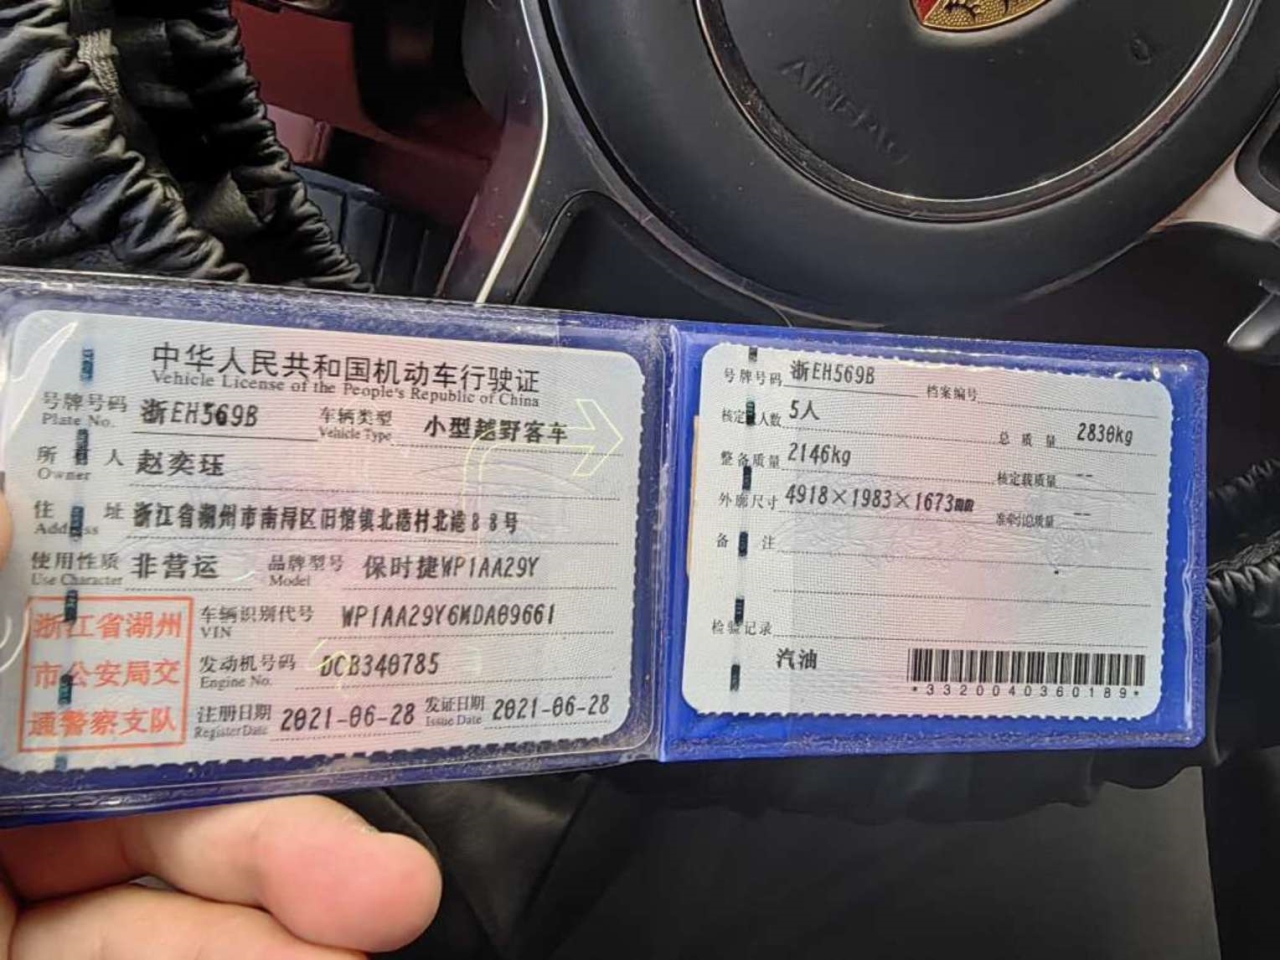 AIRBAG
中华人民共和国机动车行驶证
Vehicle License of the People's Republic of China
号牌号码 浙EH569B 车辆类型 小型越野客车
Plate No. Vehicle Type
所有人 赵奕珏
Owner
住址 浙江省湖州市南浔区旧馆镇北港村北港88号
Address
使用性质 非营运 品牌型号 保时捷WP1AA29Y
Use Character Model
浙江省湖州
市公安局交
通警察支队
车辆识别代号 WP1AA29Y6MDA09661
VIN
发动机号码 DCB340785
Engine No.
注册日期 2021-06-28 发证日期 2021-06-28
Register Date Issue Date
号牌号码 浙EH569B 档案编号
核定载人数 5人 总质量 2830kg
整备质量 2146kg 核定载质量 --
外廓尺寸 4918×1983×1673mm 准牵引总质量 --
备注
检验记录
汽油
*3320040360189*